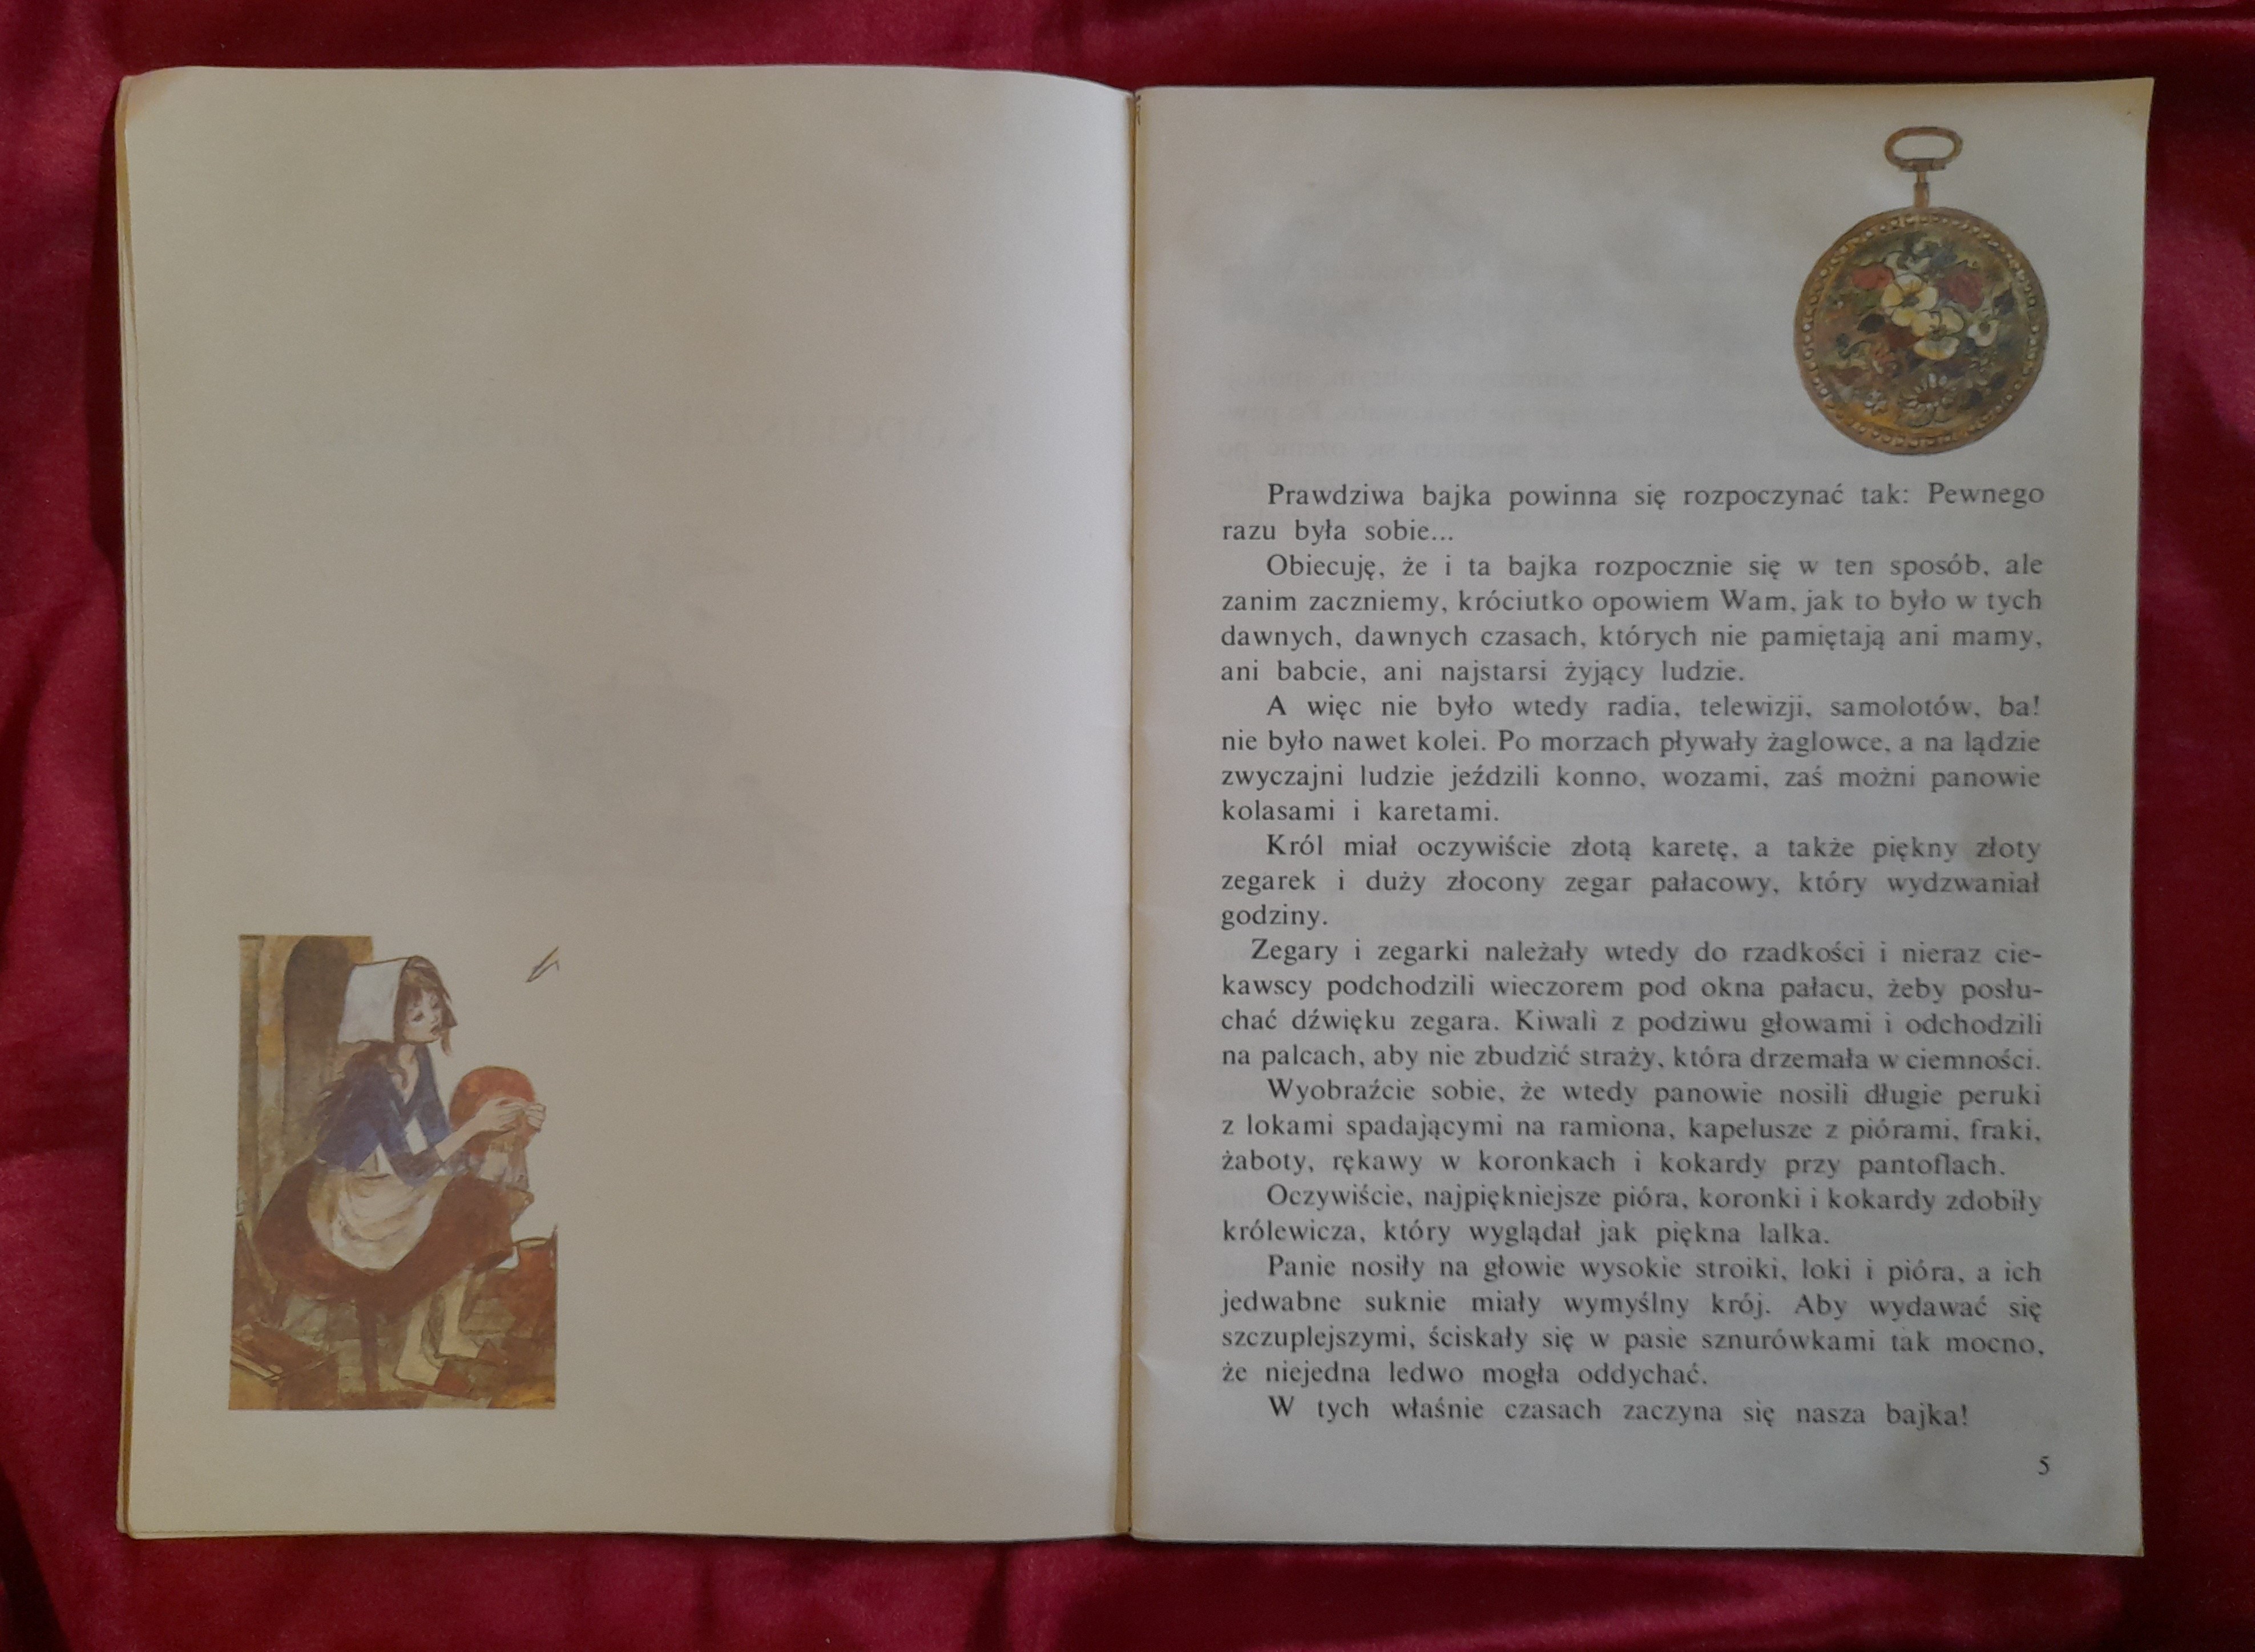 Prawdziwa bajka powinna się rozpoczynać tak: Pewnego
razu była sobie...
Obiecuję, że i ta bajka rozpocznie się w ten sposób, ale
zanim zaczniemy, króciutko opowiem Wam, jak to było w tych
dawnych, dawnych czasach, których nie pamiętają ani mamy,
ani babcie, ani najstarsi żyjący ludzie.
A więc nie było wtedy radia, telewizji, samolotów, ba!
nie było nawet kolei. Po morzach pływały żaglowce, a na lądzie
zwyczajni ludzie jeździli konno, wozami, zaś możni panowie
kolasami i karetami.
Król miał oczywiście złotą karetę, a także piękny złoty
zegarek i duży złocony zegar pałacowy, który wydzwaniał
godziny.
Zegary i zegarki należały wtedy do rzadkości i nieraz cie-
kawscy podchodzili wieczorem pod okna pałacu, żeby posłu-
chać dźwięku zegara. Kiwali z podziwu głowami i odchodzili
na palcach, aby nie zbudzić straży, która drzemała w ciemności.
Wyobraźcie sobie, że wtedy panowie nosili długie peruki
z lokami spadającymi na ramiona, kapelusze z piórami, fraki,
żaboty, rękawy w koronkach i kokardy przy pantoflach.
Oczywiście, najpiękniejsze pióra, koronki i kokardy zdobiły
królewicza, który wyglądał jak piękna lalka.
Panie nosiły na głowie wysokie stroiki, loki i pióra, a ich
jedwabne suknie miały wymyślny krój. Aby wydawać się
szczuplejszymi, ściskały się w pasie sznurówkami tak mocno,
że niejedna ledwo mogła oddychać.
W tych właśnie czasach zaczyna się nasza bajka!
5